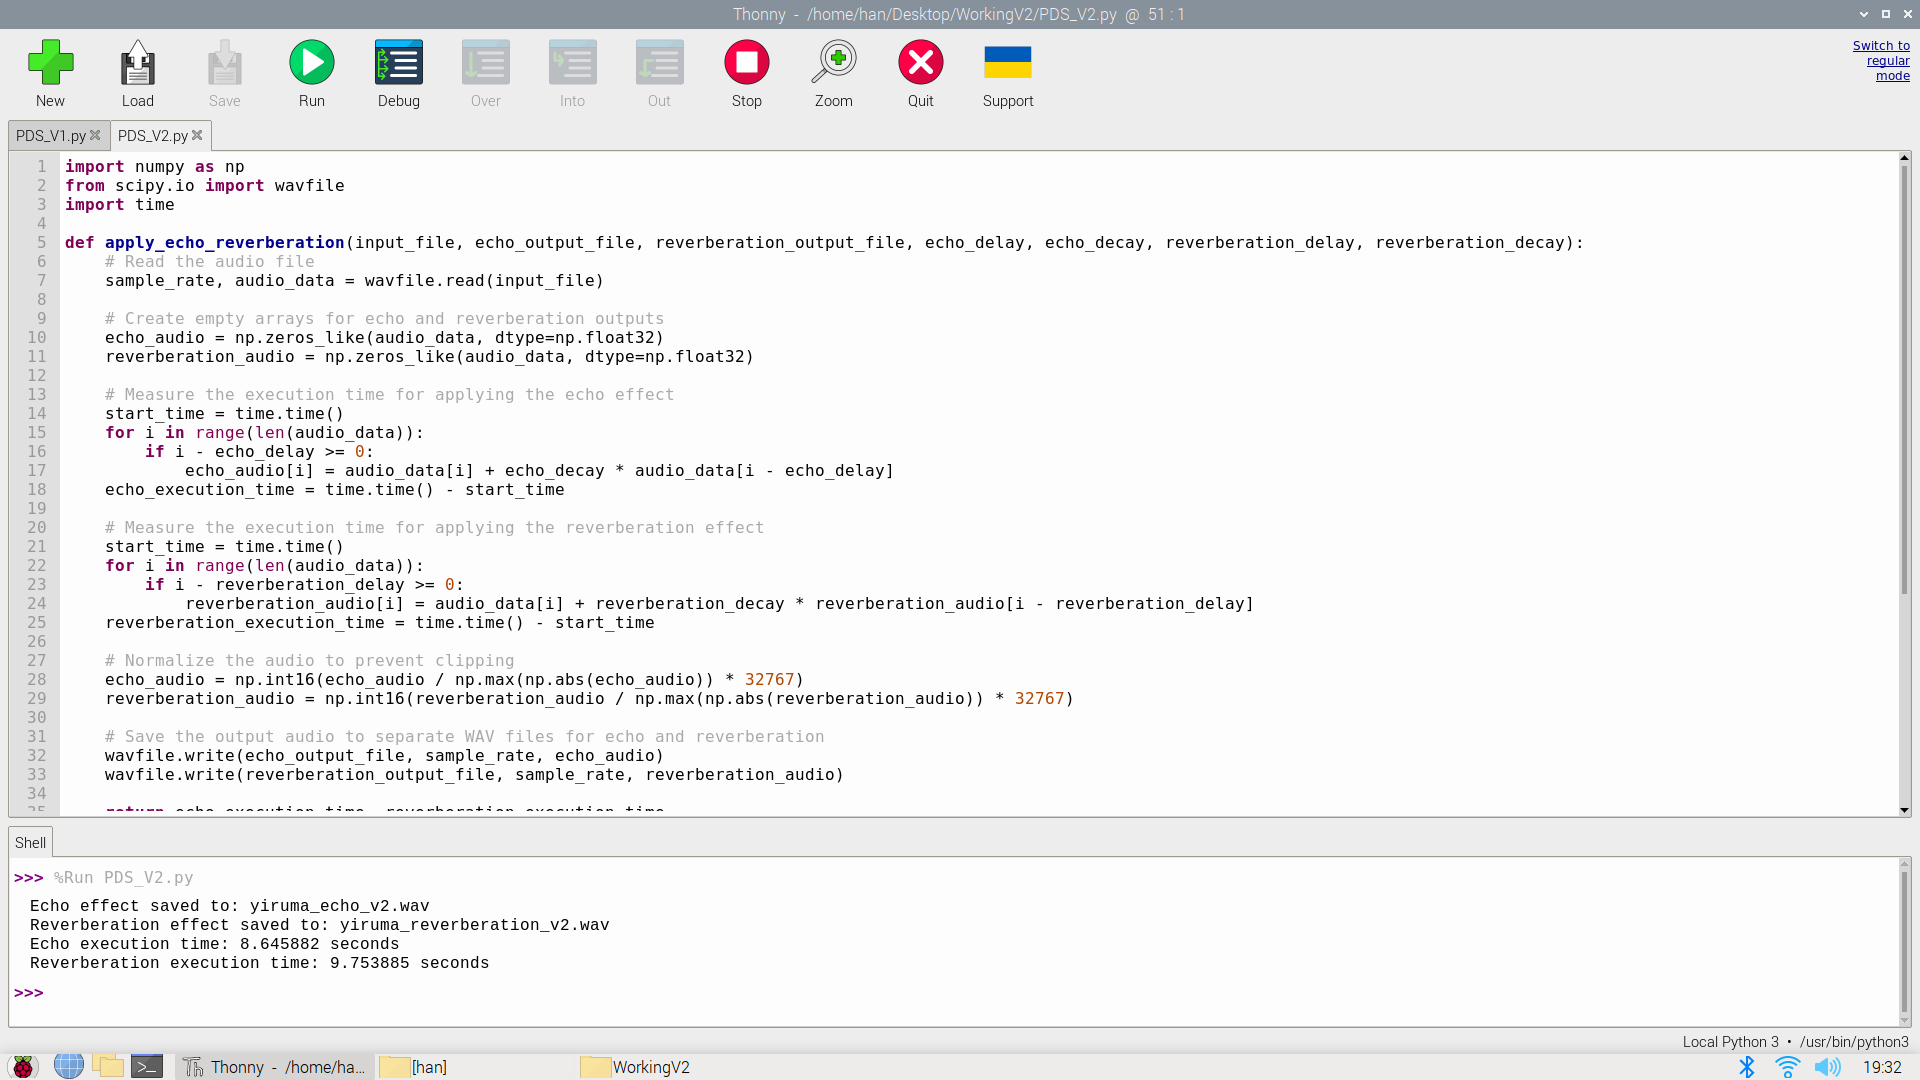 Thonny - /home/han/Desktop/WorkingV2/PDS_V2.py @ 51 : 1
New Load Save Run Debug Over Into Out Stop Zoom Quit Support
Switch to
regular
mode
PDS_V1.py PDS_V2.py
1 import numpy as np
2 from scipy.io import wavfile
3 import time
4
5 def apply_echo_reverberation(input_file, echo_output_file, reverberation_output_file, echo_delay, echo_decay, reverberation_delay, reverberation_decay):
6     # Read the audio file
7     sample_rate, audio_data = wavfile.read(input_file)
8
9     # Create empty arrays for echo and reverberation outputs
10     echo_audio = np.zeros_like(audio_data, dtype=np.float32)
11     reverberation_audio = np.zeros_like(audio_data, dtype=np.float32)
12
13     # Measure the execution time for applying the echo effect
14     start_time = time.time()
15     for i in range(len(audio_data)):
16         if i - echo_delay >= 0:
17             echo_audio[i] = audio_data[i] + echo_decay * audio_data[i - echo_delay]
18     echo_execution_time = time.time() - start_time
19
20     # Measure the execution time for applying the reverberation effect
21     start_time = time.time()
22     for i in range(len(audio_data)):
23         if i - reverberation_delay >= 0:
24             reverberation_audio[i] = audio_data[i] + reverberation_decay * reverberation_audio[i - reverberation_delay]
25     reverberation_execution_time = time.time() - start_time
26
27     # Normalize the audio to prevent clipping
28     echo_audio = np.int16(echo_audio / np.max(np.abs(echo_audio)) * 32767)
29     reverberation_audio = np.int16(reverberation_audio / np.max(np.abs(reverberation_audio)) * 32767)
30
31     # Save the output audio to separate WAV files for echo and reverberation
32     wavfile.write(echo_output_file, sample_rate, echo_audio)
33     wavfile.write(reverberation_output_file, sample_rate, reverberation_audio)
34
35     return echo_execution_time, reverberation_execution_time
Shell
>>> %Run PDS_V2.py
Echo effect saved to: yiruma_echo_v2.wav
Reverberation effect saved to: yiruma_reverberation_v2.wav
Echo execution time: 8.645882 seconds
Reverberation execution time: 9.753885 seconds
>>>
Local Python 3 • /usr/bin/python3
Thonny - /home/ha... [han] WorkingV2 19:32